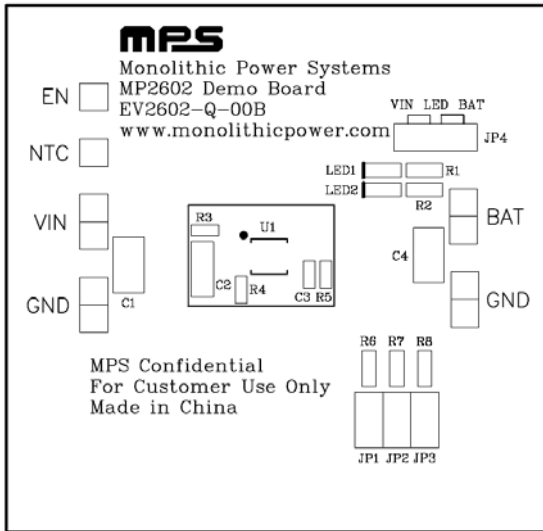 MPS
Monolithic Power Systems
MP2602 Demo Board
EV2602-Q-00B
www.monolithicpower.com
EN
NTC
VIN
GND
C1
VIN LED BAT
JP4
LED1
R1
LED2
R2
BAT
C4
GND
R3
U1
C2
R4
C3
R5
MPS Confidential
For Customer Use Only
Made in China
R6 R7 R8
JP1 JP2 JP3